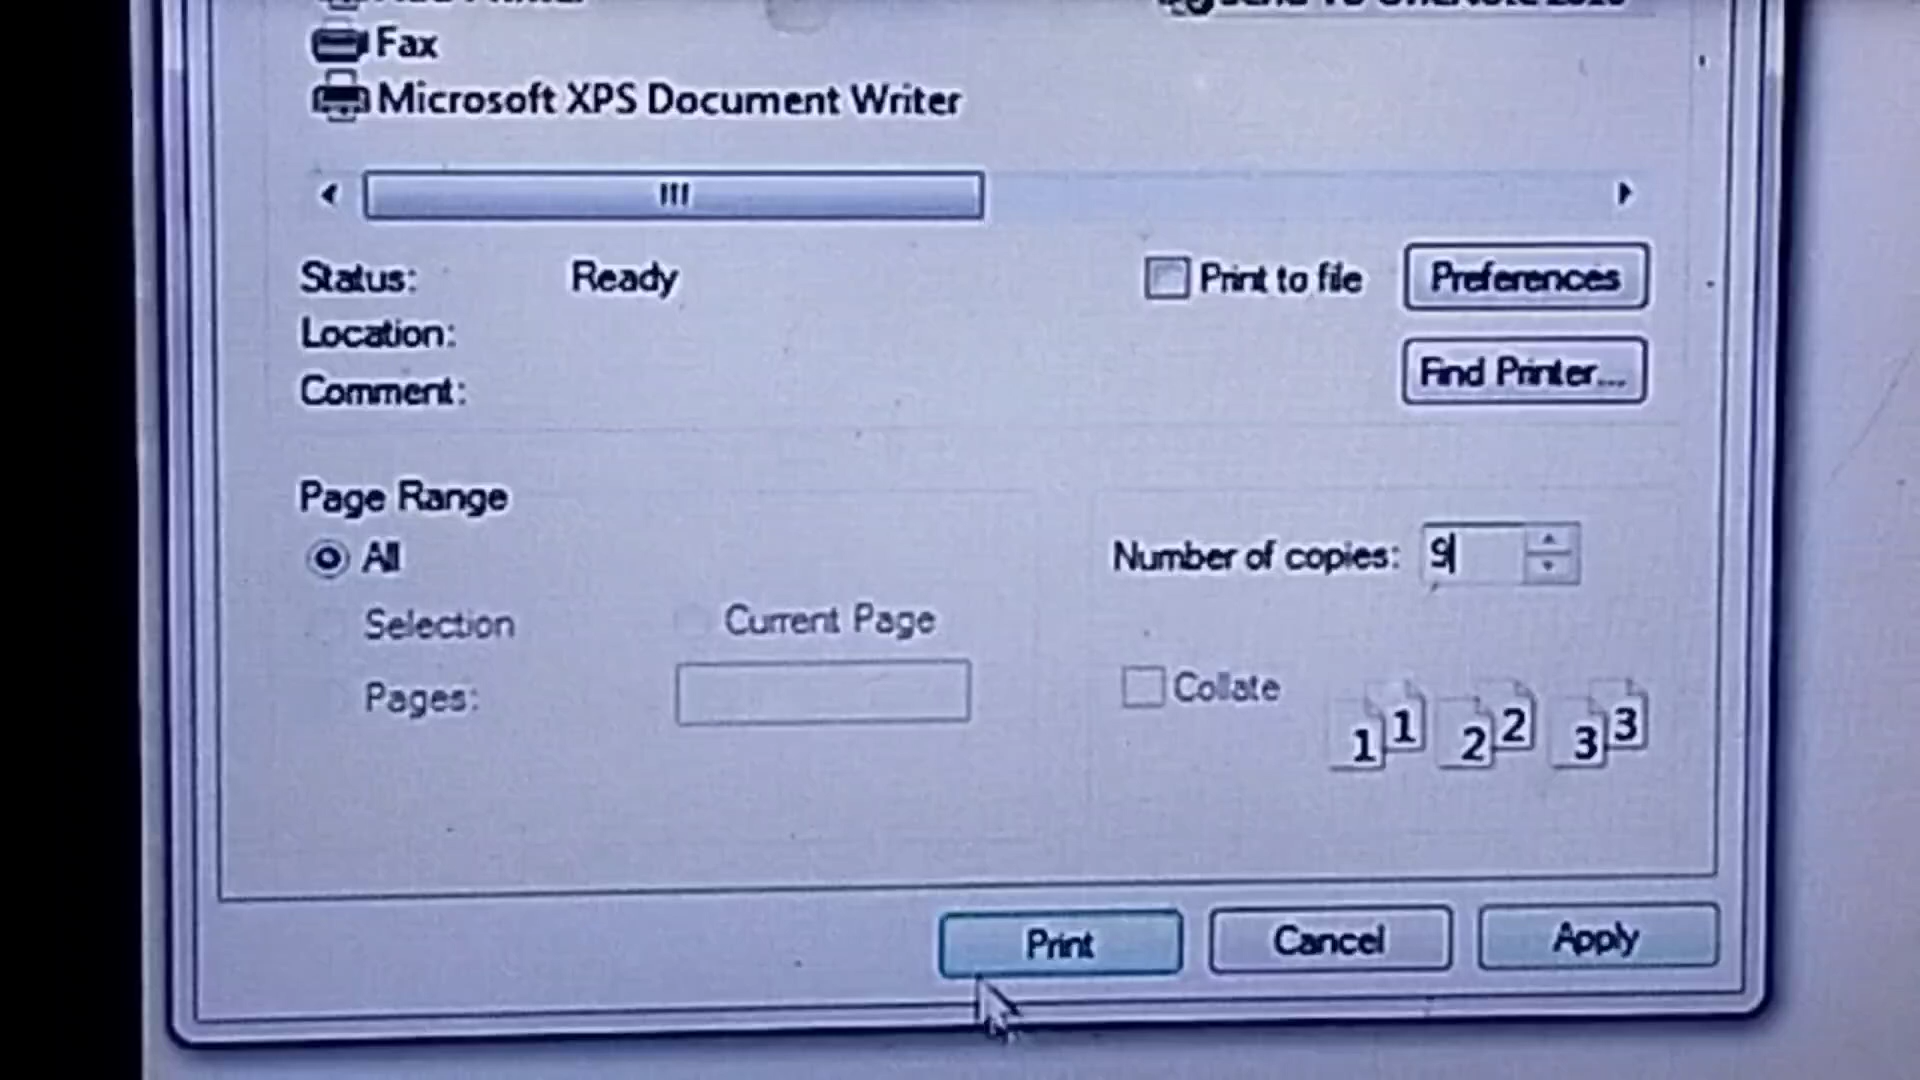 Fax
Microsoft XPS Document Writer
Status: Ready
Print to file
Preferences
Location:
Find Printer...
Comment:
Page Range
All
Number of copies: 9
Selection
Current Page
Pages:
Collate
1 1 2 2 3 3
Print
Cancel
Apply